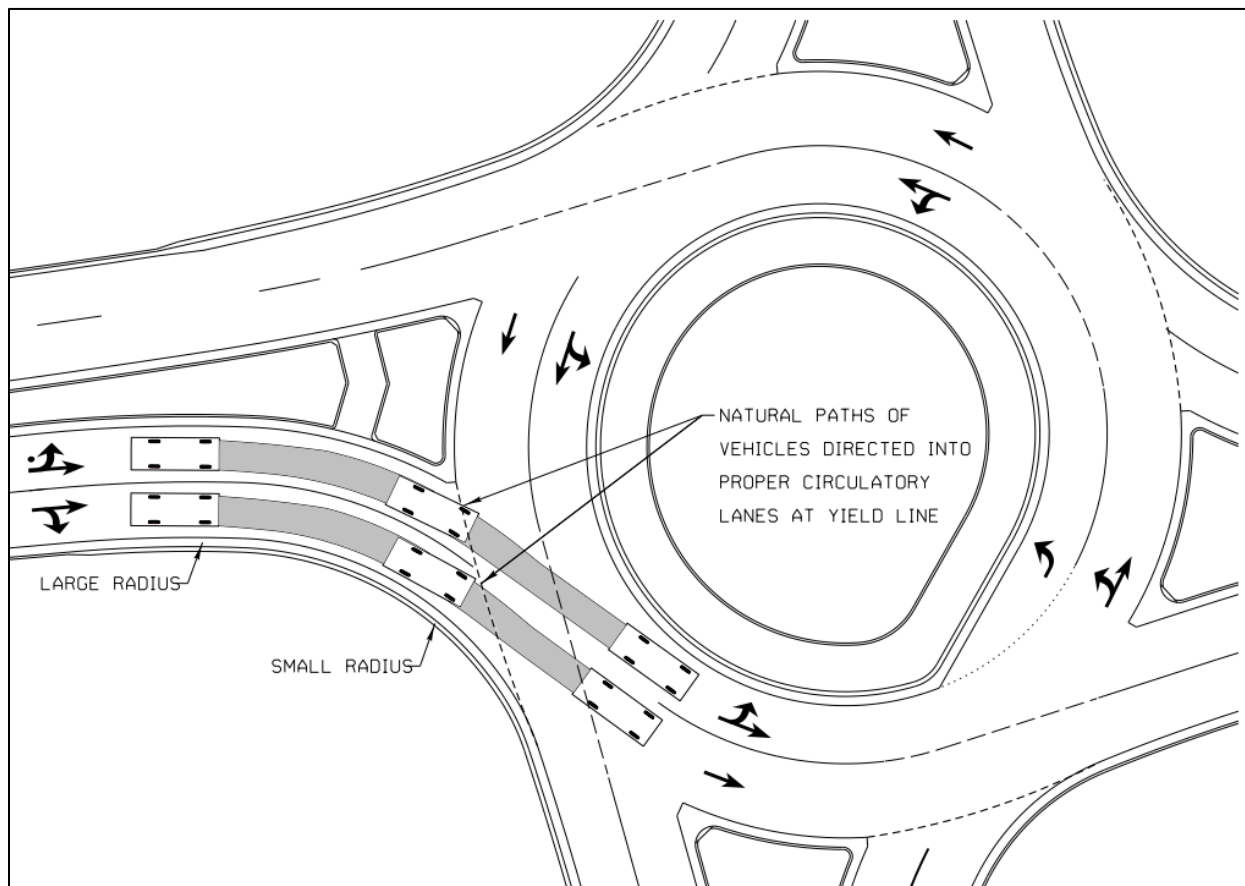 NATURAL PATHS OF
VEHICLES DIRECTED INTO
PROPER CIRCULATORY
LANES AT YIELD LINE
LARGE RADIUS
SMALL RADIUS